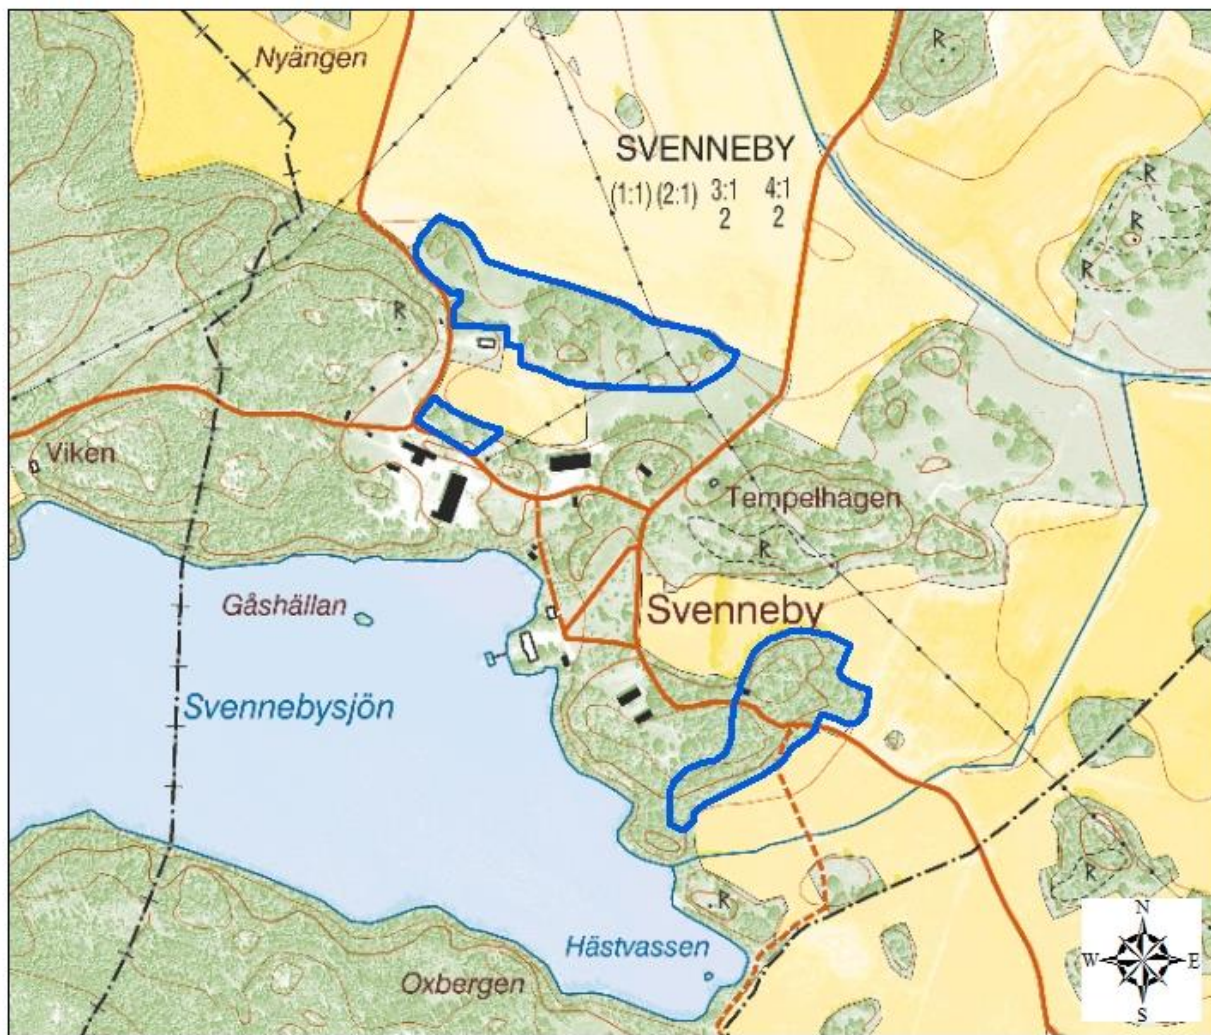 Nyängen
R
SVENNEBY
(1:1) (2:1) 3:1 4:1
2 2
R
R
R
R
Viken
Tempelhagen
R
Gåshällan
Svenneby
Svennebysjön
R
R
Hästvassen
Oxbergen
N
W E
S